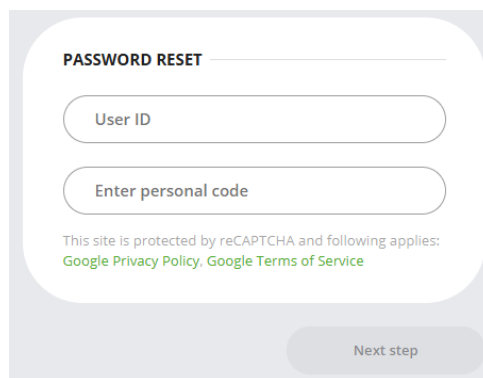 PASSWORD RESET
User ID
Enter personal code
This site is protected by reCAPTCHA and following applies:
Google Privacy Policy, Google Terms of Service
Next step